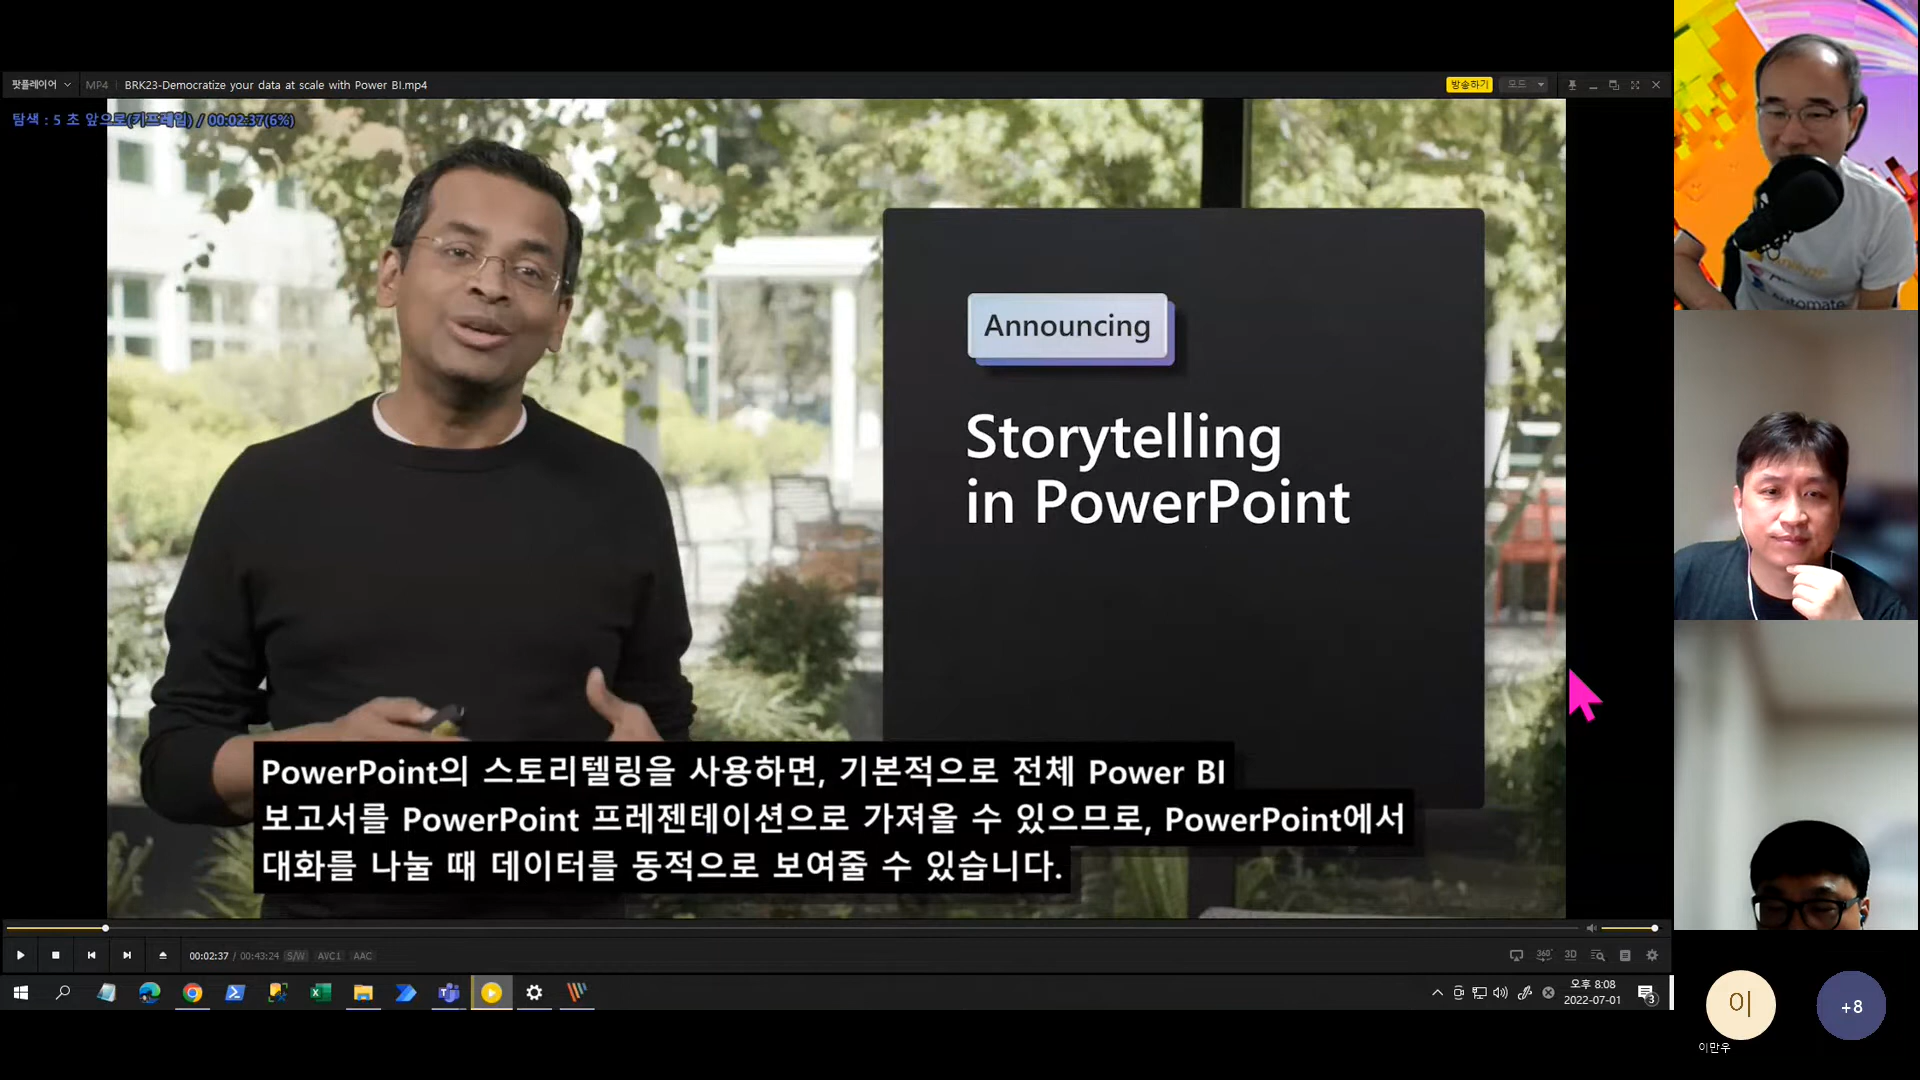 팟플레이어
MP4
BRK23-Democratize your data at scale with Power BI.mp4
방송하기
모드
탐색 : 5 초 앞으로(키프레임) / 00:02:37(6%)
Announcing
Storytelling
in PowerPoint
PowerPoint의 스토리텔링을 사용하면, 기본적으로 전체 Power BI
보고서를 PowerPoint 프레젠테이션으로 가져올 수 있으므로, PowerPoint에서
대화를 나눌 때 데이터를 동적으로 보여줄 수 있습니다.
00:02:37 / 00:43:24 S/W AVC1 AAC
360°
3D
오후 8:08
2022-07-01
3
Automate
이
이만우
+8